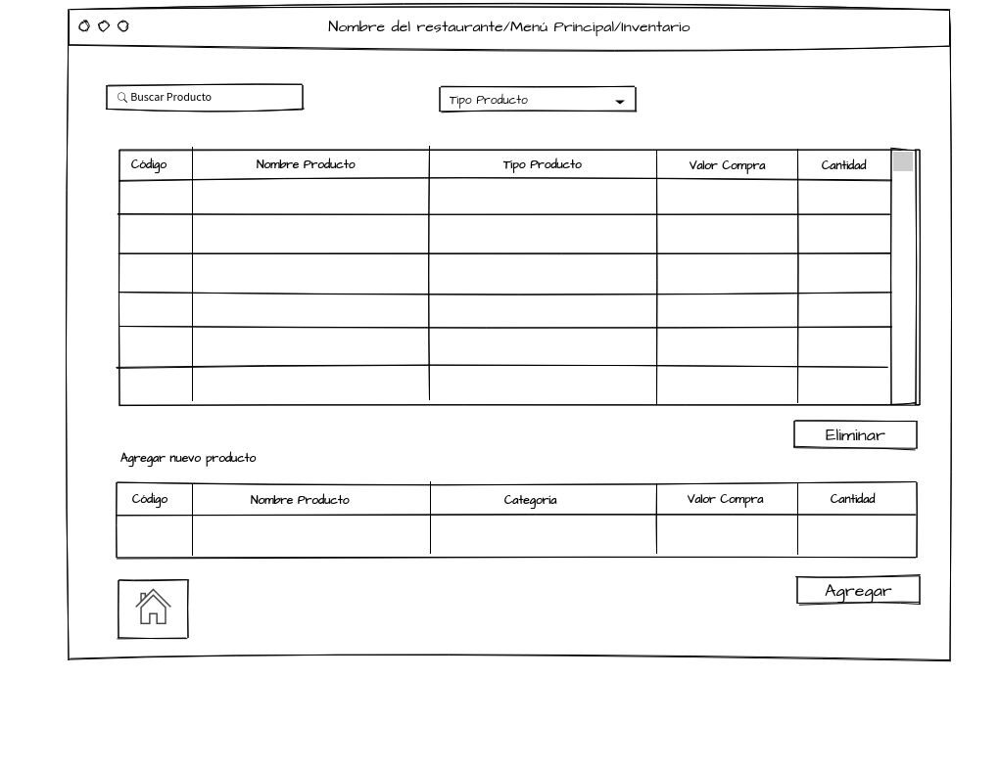 Nombre del restaurante/Menú Principal/Inventario
Buscar Producto
Tipo Producto
Código Nombre Producto Tipo Producto Valor Compra Cantidad
Eliminar
Agregar nuevo producto
Código Nombre Producto Categoria Valor Compra Cantidad
Agregar